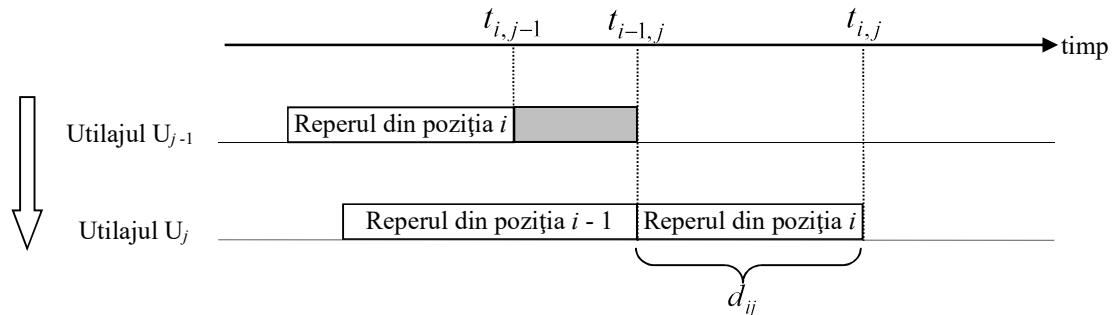 t_{i,j-1} t_{i-1,j} t_{i,j}
timp
Utilajul U_{j-1} Reperul din poziţia i
Utilajul U_j Reperul din poziţia i - 1 Reperul din poziţia i
d_{ij}